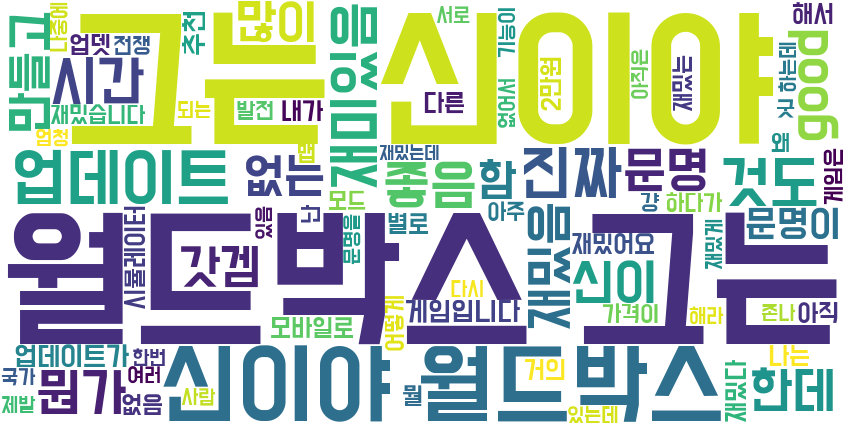 그는 신이야
월드박스 그는
신이야 월드박스
만들고
나중에
업뎃
전쟁
추천
많이
시간
재밌습니다
되는
발전
내가
엄청
맵
재미있음
서로
기능이
없어서
다른
2만원
아직은
재밌는
해서
하는데
굿
good
왜
업데이트
없는
재밌는데
좋음
함
진짜
문명
것도
게임은
시뮬레이터
있음
난
모드
문명을
별로
아주
걍
하다가
문명이
갓겜
재밌음
재밌어요
재밌게
신이
모바일로
어떻게
게임입니다
다시
가격이
해라
존나
아직
업데이트가
한번
국가
여러
제발
뭔가
없음
사람
뭘
거의
있는데
나는
재밌다
한데